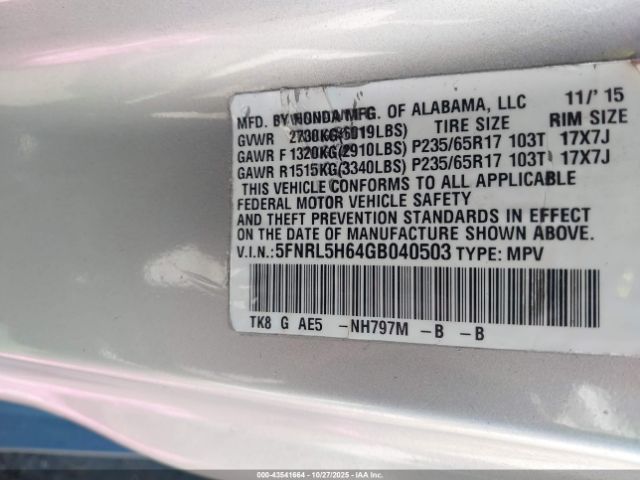 MFD. BY HONDA MFG. OF ALABAMA, LLC 11/'15
GVWR 2730KG(6019LBS) TIRE SIZE RIM SIZE
GAWR F 1320KG(2910LBS) P235/65R17 103T 17X7J
GAWR R1515KG(3340LBS) P235/65R17 103T 17X7J
THIS VEHICLE CONFORMS TO ALL APPLICABLE
FEDERAL MOTOR VEHICLE SAFETY
AND THEFT PREVENTION STANDARDS IN EFFECT
ON THE DATE OF MANUFACTURE SHOWN ABOVE.
V.I.N.:5FNRL5H64GB040503 TYPE: MPV
TK8 G AE5 -NH797M -B -B
000-43541664 | 10/27/2025 | IAAI.COM